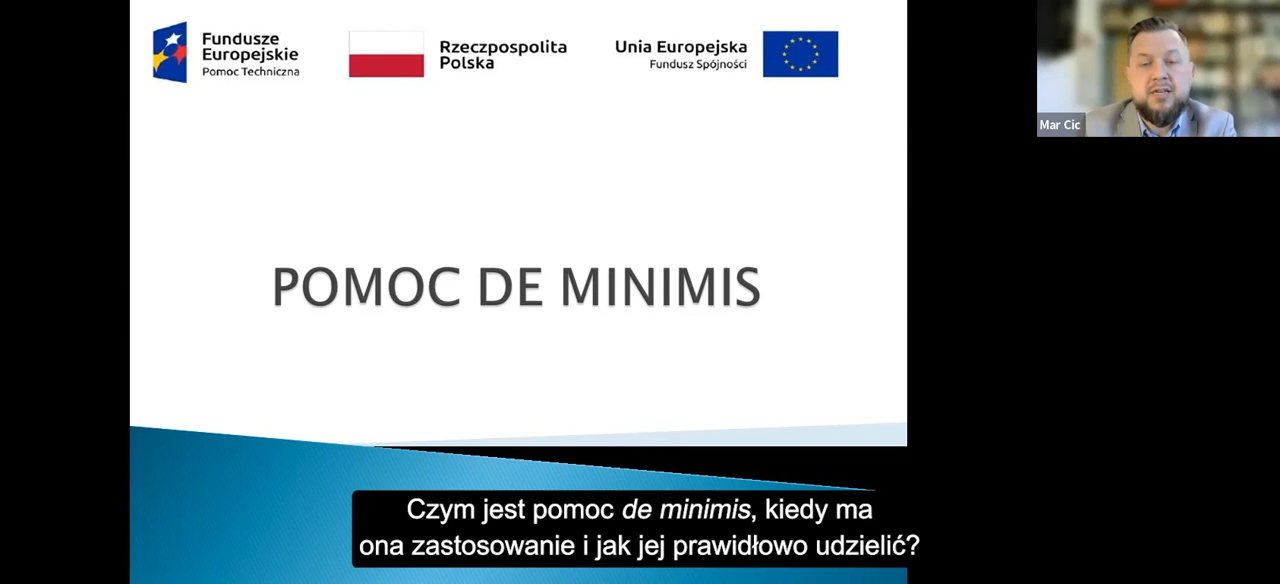 Fundusze
Europejskie
Pomoc Techniczna
Rzeczpospolita
Polska
Unia Europejska
Fundusz Spójności
Mar Cic
POMOC DE MINIMIS
Czym jest pomoc de minimis, kiedy ma
ona zastosowanie i jak jej prawidłowo udzielić?